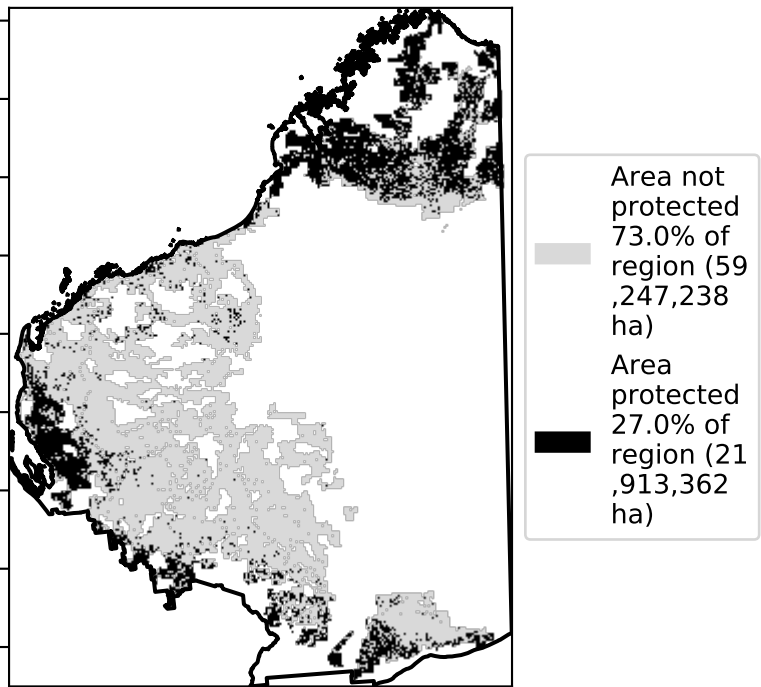 Area not
protected
73.0% of
region (59
,247,238
ha)
Area
protected
27.0% of
region (21
,913,362
ha)